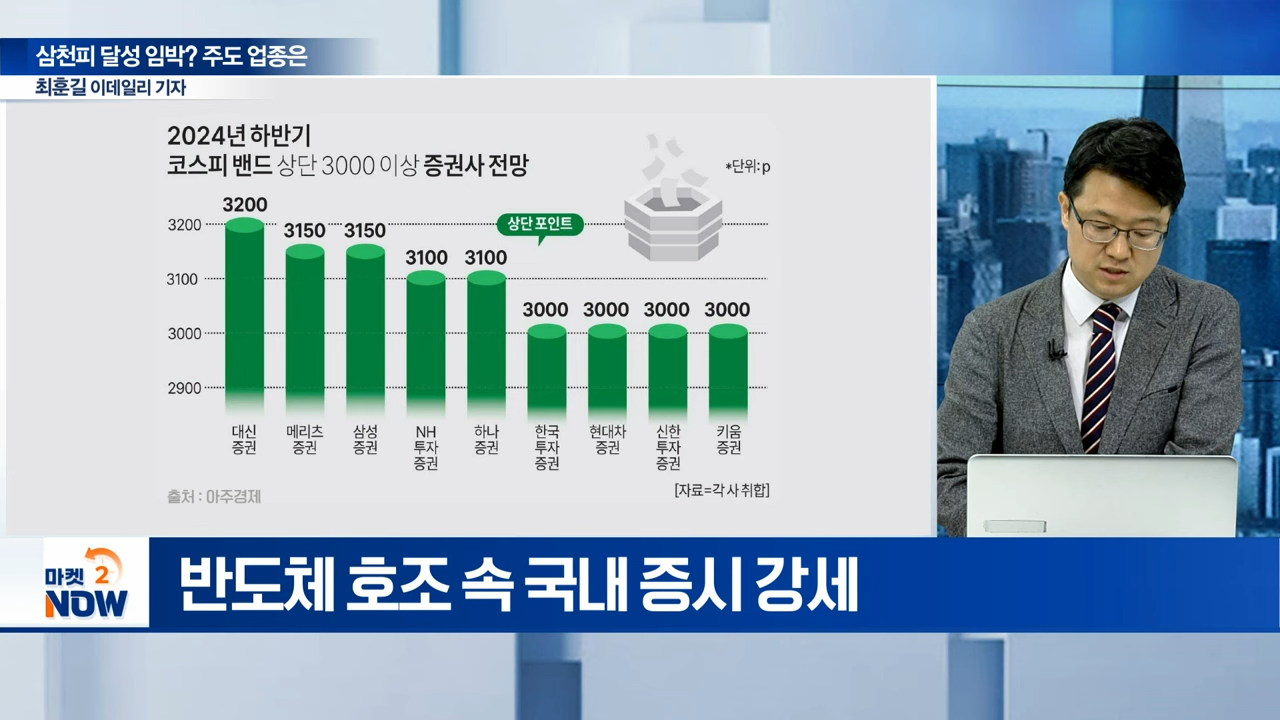 삼천피 달성 임박? 주도 업종은
최훈길 이데일리 기자
2024년 하반기
코스피 밴드 상단 3000 이상 증권사 전망
*단위:p
상단 포인트
3200
3100
3000
2900
3200
3150
3150
3100
3100
3000
3000
3000
3000
대신
증권
메리츠
증권
삼성
증권
NH
투자
증권
하나
증권
한국
투자
증권
현대차
증권
신한
투자
증권
키움
증권
출처 : 아주경제
[자료=각 사 취합]
마켓 2
NOW
반도체 호조 속 국내 증시 강세